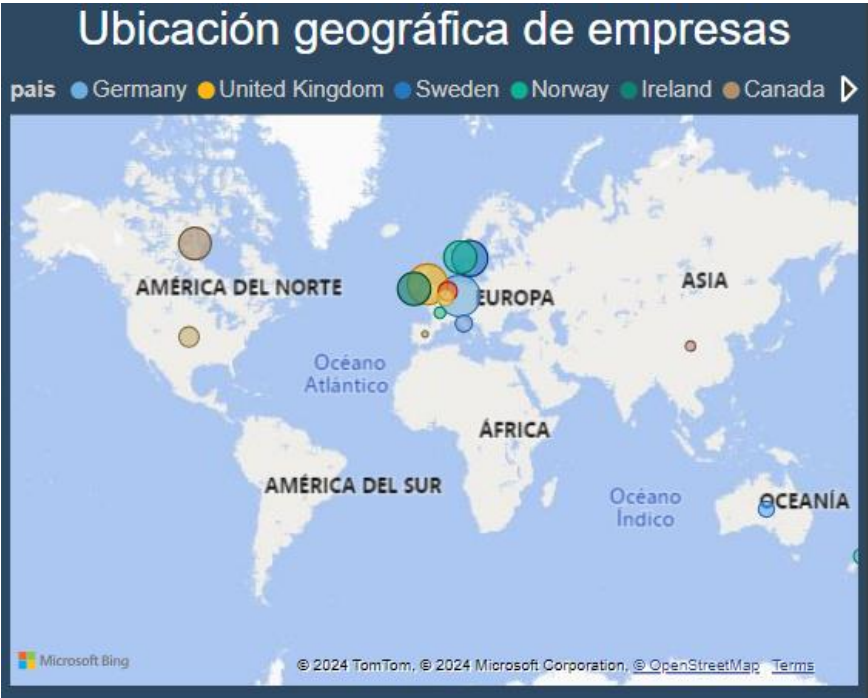 Ubicación geográfica de empresas
pais Germany United Kingdom Sweden Norway Ireland Canada
AMÉRICA DEL NORTE
EUROPA
ASIA
Océano
Atlántico
ÁFRICA
AMÉRICA DEL SUR
Océano
Índico
OCEANÍA
Microsoft Bing
© 2024 TomTom, © 2024 Microsoft Corporation, © OpenStreetMap Terms